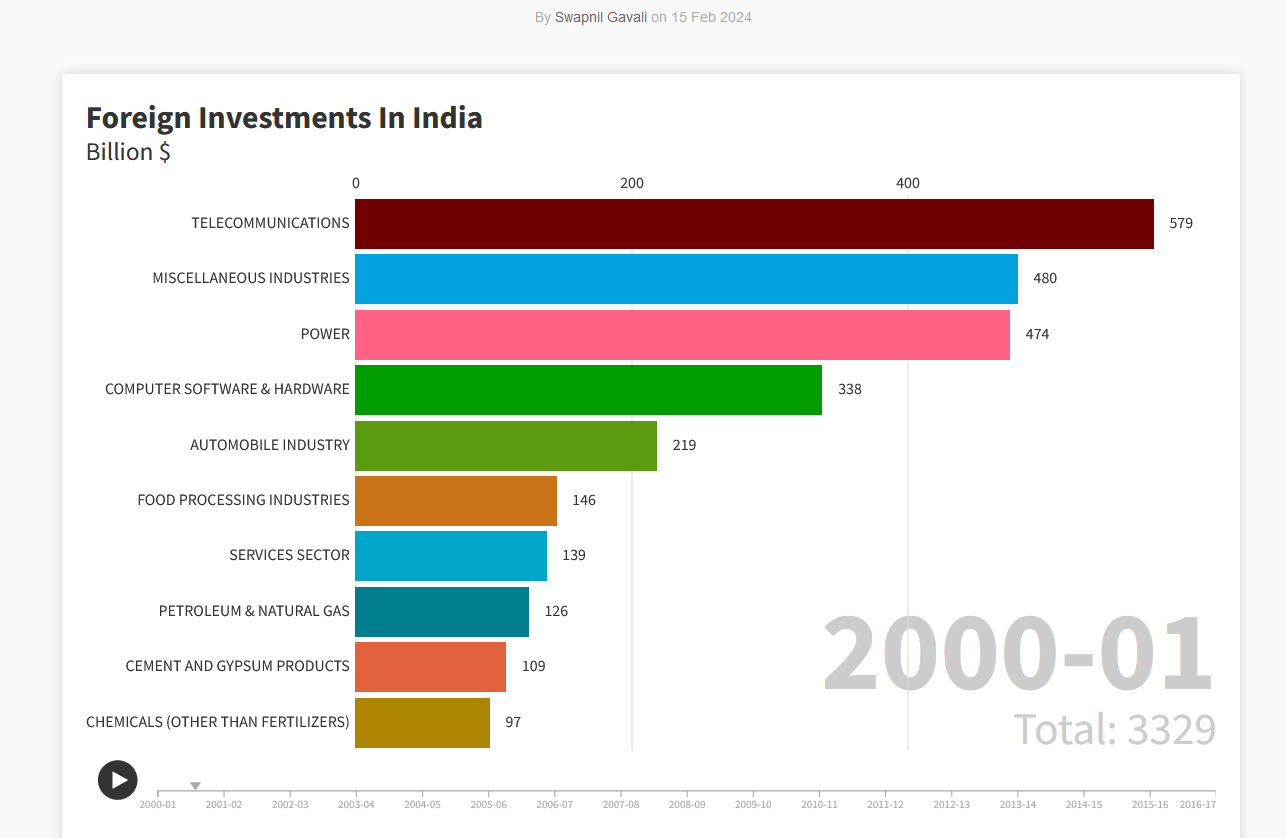 By Swapnil Gavali on 15 Feb 2024
Foreign Investments In India
Billion $
0 200 400
TELECOMMUNICATIONS 579
MISCELLANEOUS INDUSTRIES 480
POWER 474
COMPUTER SOFTWARE & HARDWARE 338
AUTOMOBILE INDUSTRY 219
FOOD PROCESSING INDUSTRIES 146
SERVICES SECTOR 139
PETROLEUM & NATURAL GAS 126
CEMENT AND GYPSUM PRODUCTS 109
CHEMICALS (OTHER THAN FERTILIZERS) 97
2000-01
Total: 3329
2000-01 2001-02 2002-03 2003-04 2004-05 2005-06 2006-07 2007-08 2008-09 2009-10 2010-11 2011-12 2012-13 2013-14 2014-15 2015-16 2016-17